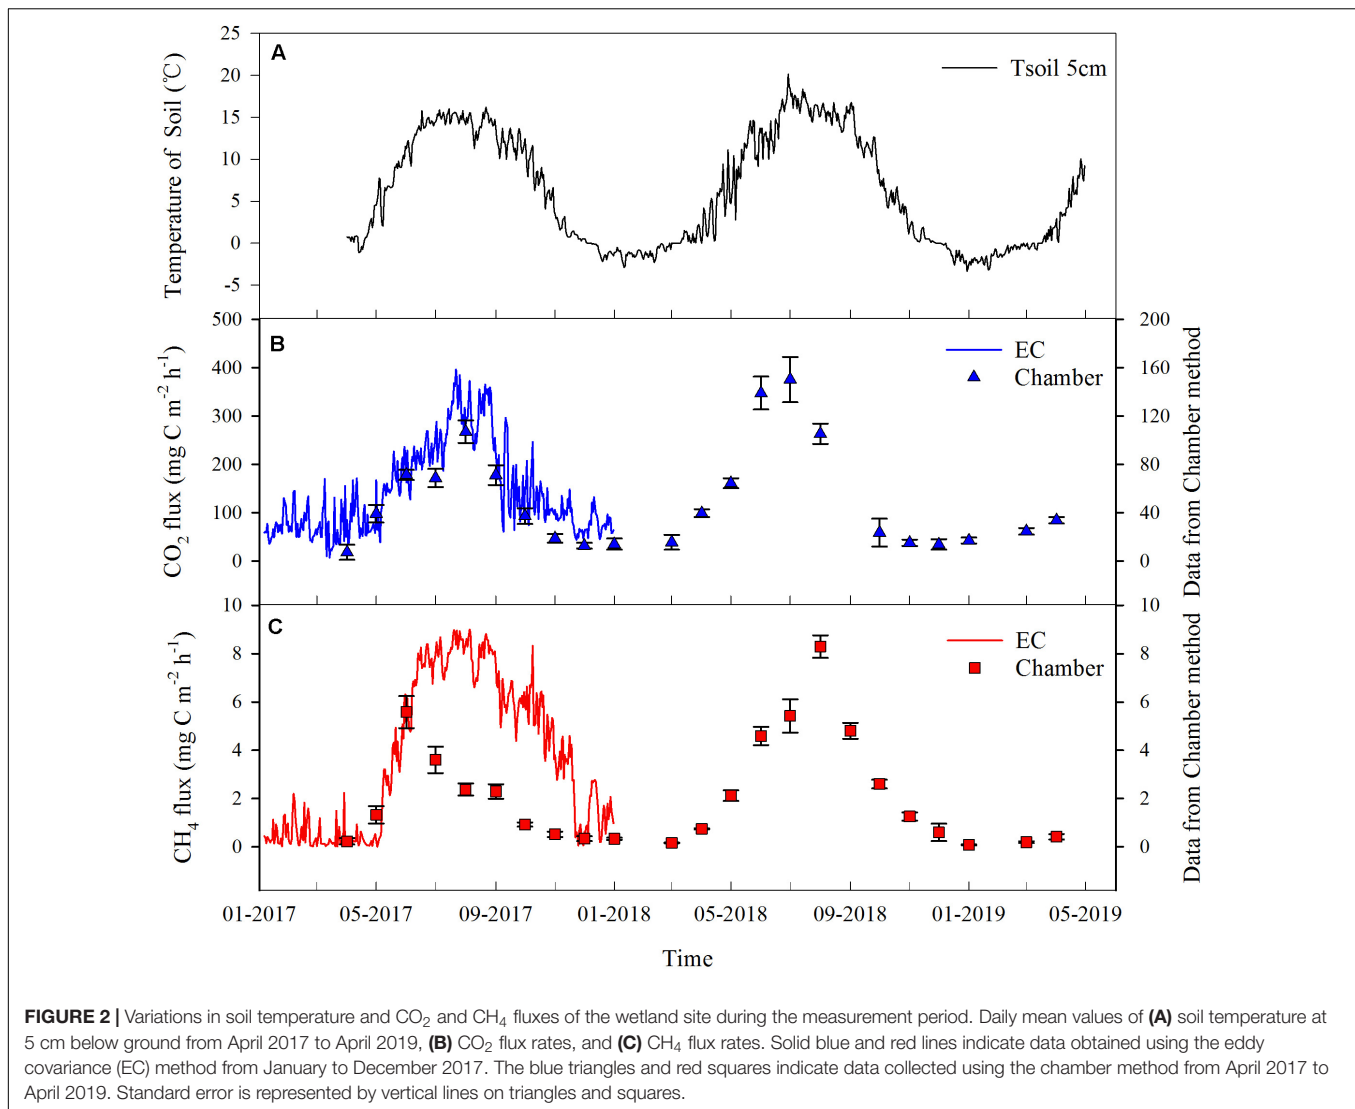 A
Tsoil 5cm
Temperature of Soil (℃)
25
20
15
10
5
0
-5
B
EC
Chamber
CO2 flux (mg C m-2 h-1)
500
400
300
200
100
0
200
160
120
80
40
0
Data from Chamber method
C
EC
Chamber
CH4 flux (mg C m-2 h-1)
10
8
6
4
2
0
10
8
6
4
2
0
Data from Chamber method
01-2017 05-2017 09-2017 01-2018 05-2018 09-2018 01-2019 05-2019
Time
FIGURE 2 | Variations in soil temperature and CO2 and CH4 fluxes of the wetland site during the measurement period. Daily mean values of (A) soil temperature at
5 cm below ground from April 2017 to April 2019, (B) CO2 flux rates, and (C) CH4 flux rates. Solid blue and red lines indicate data obtained using the eddy
covariance (EC) method from January to December 2017. The blue triangles and red squares indicate data collected using the chamber method from April 2017 to
April 2019. Standard error is represented by vertical lines on triangles and squares.